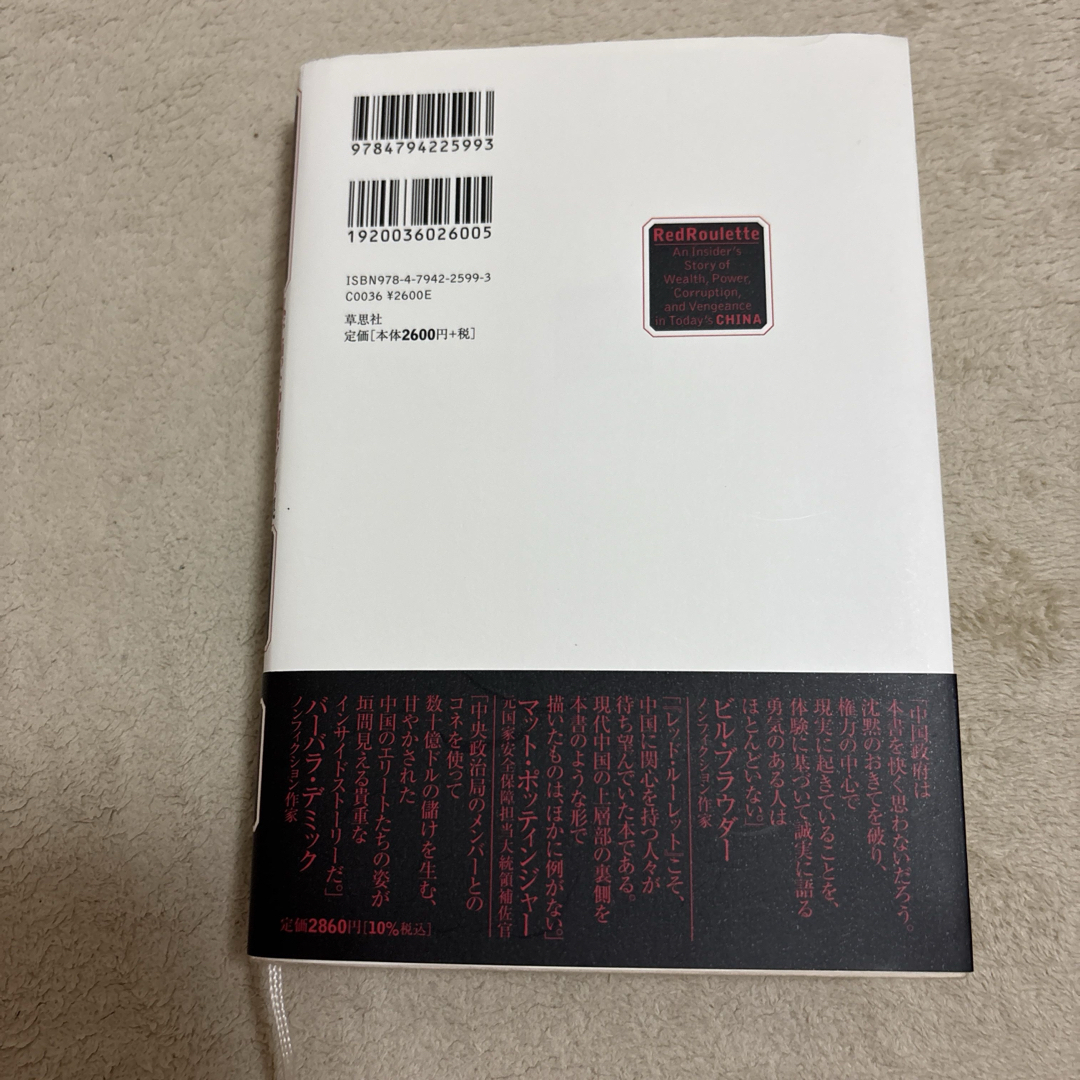 9784794225993
1920036026005
ISBN978-4-7942-2599-3
C0036 ¥2600E
草思社
定価[本体2600円+税]
RedRoulette
An Insider's
Story of
Wealth, Power,
Corruption,
and Vengeance
in Today's CHINA
「中国政府は
本書を快く思わないだろう。
沈黙のおきてを破り、
権力の中心で
現実に起きていることを、
体験に基づいて誠実に語る
勇気のある人は
ほとんどいない。」
ビル・ブラウダー
ノンフィクション作家
『レッド・ルーレット』こそ、
中国に関心を持つ人々が
待ち望んでいた本である。
現代中国の上層部の裏側を
本書のような形で
描いたものはほかに例がない。」
マット・ポッティンジャー
元国家安全保障担当大統領補佐官
「中央政治局のメンバーとの
コネを使って
数十億ドルの儲けを生む、
甘やかされた
中国のエリートたちの姿が
垣間見える貴重な
インサイドストーリーだ。」
バーバラ・デミック
ノンフィクション作家
定価2860円[10%税込]